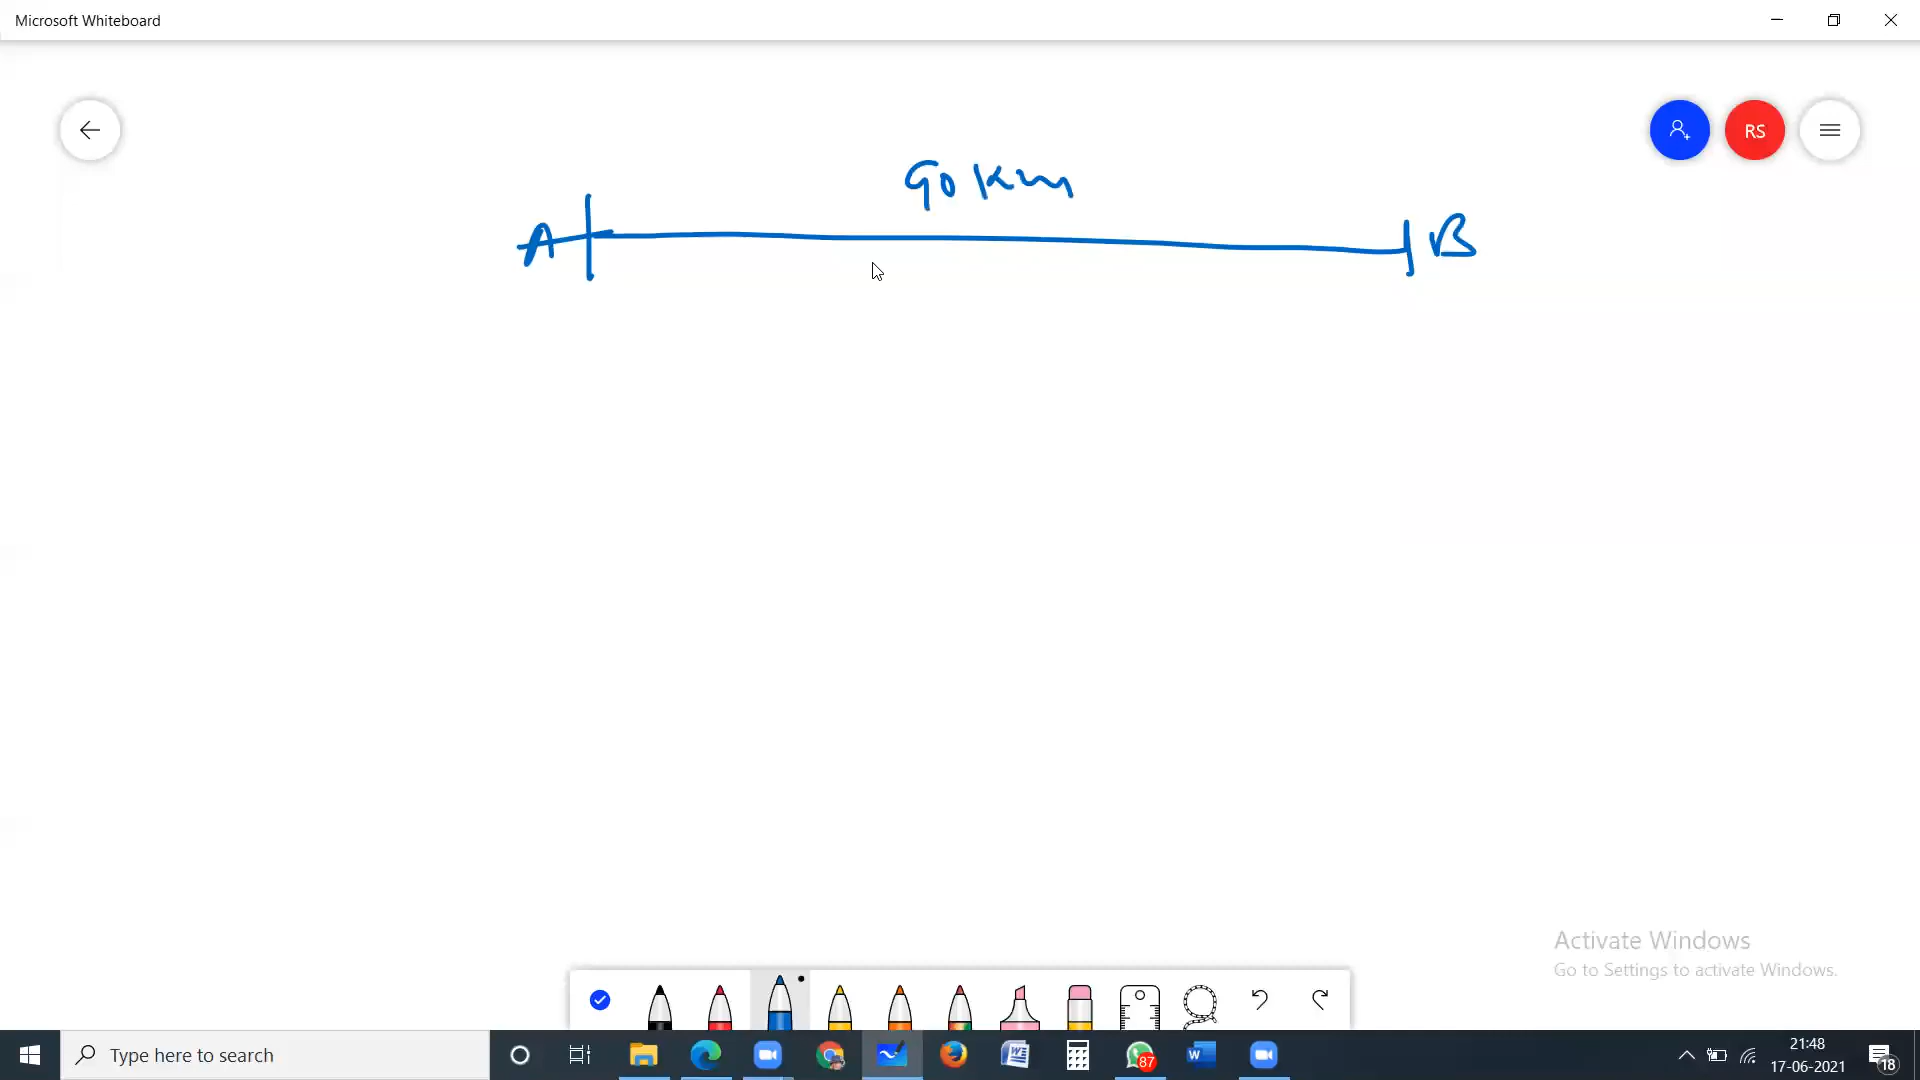 Microsoft Whiteboard
RS
90 km
A
B
Activate Windows
Go to Settings to activate Windows.
Type here to search
87
21:48
17-06-2021
18